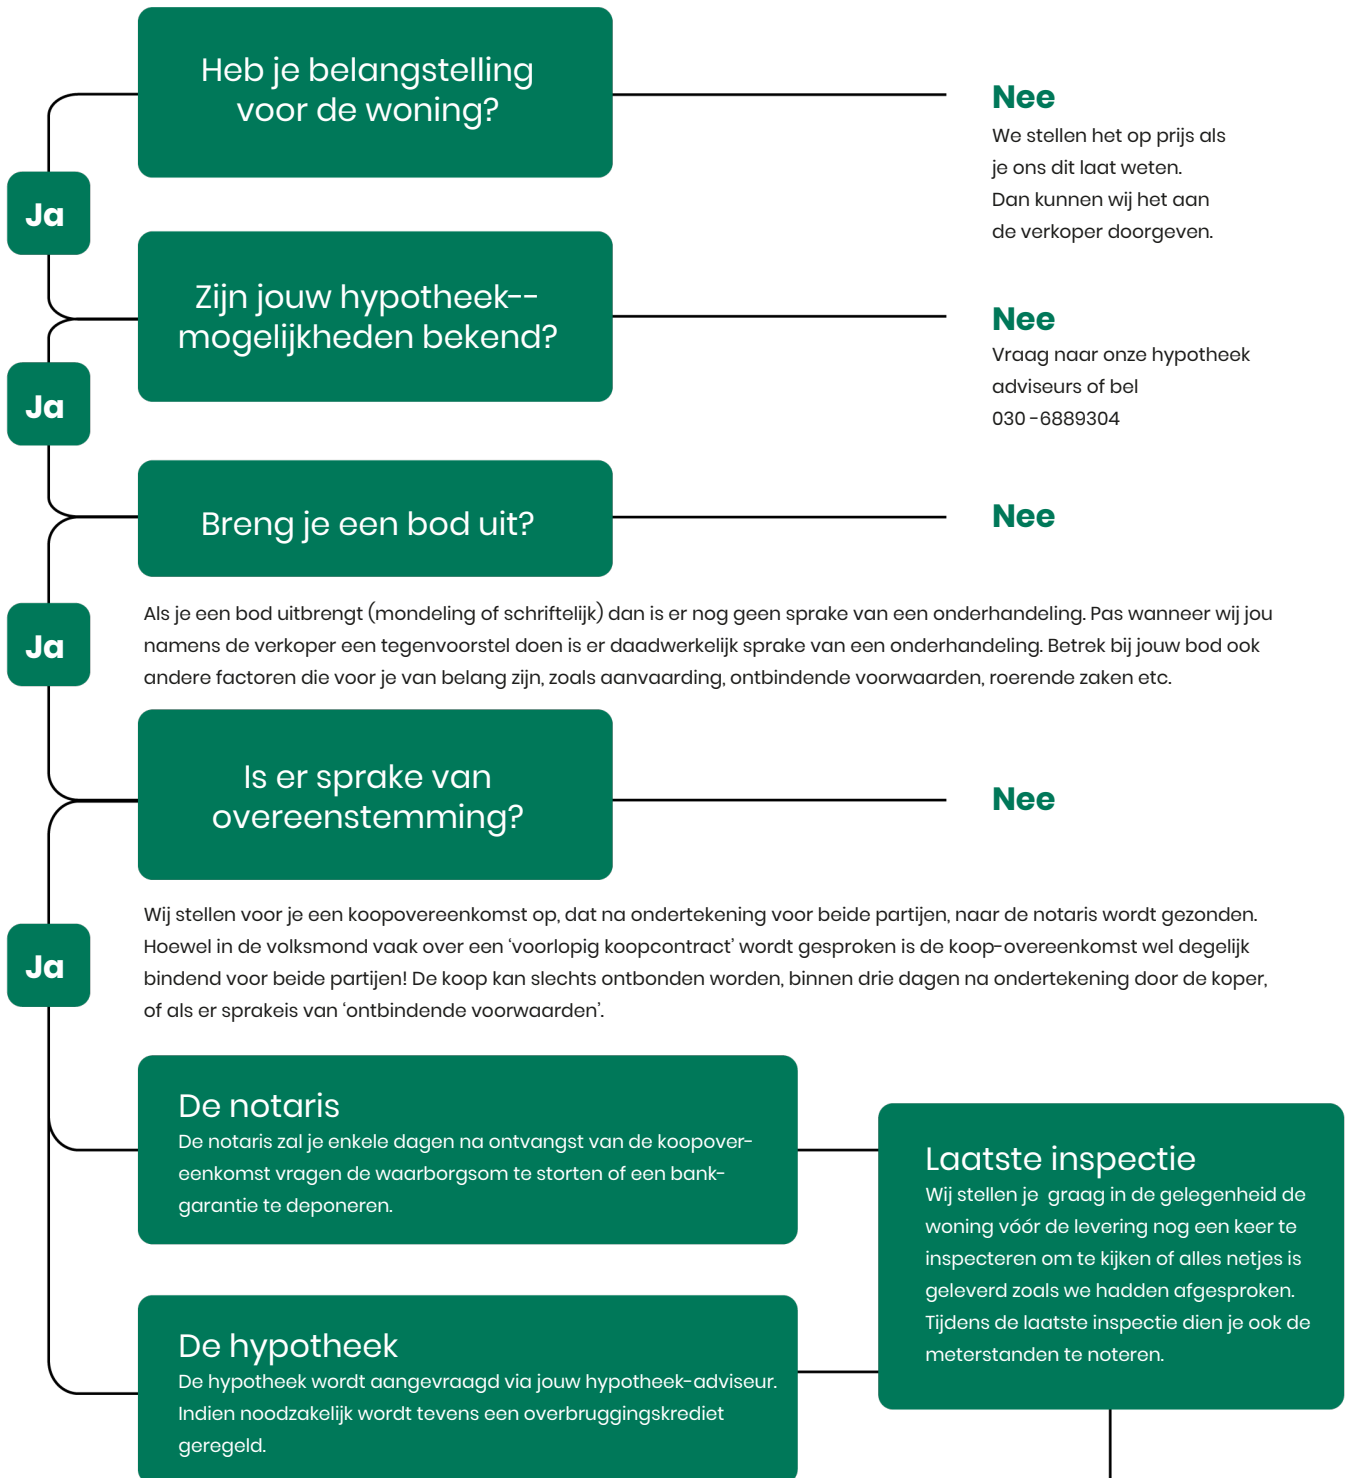 Heb je belangstelling
voor de woning?
Nee
We stellen het op prijs als
je ons dit laat weten.
Dan kunnen wij het aan
de verkoper doorgeven.
Ja
Zijn jouw hypotheek--
mogelijkheden bekend?
Nee
Vraag naar onze hypotheek
adviseurs of bel
030 -6889304
Ja
Breng je een bod uit?
Nee
Ja
Als je een bod uitbrengt (mondeling of schriftelijk) dan is er nog geen sprake van een onderhandeling. Pas wanneer wij jou
namens de verkoper een tegenvoorstel doen is er daadwerkelijk sprake van een onderhandeling. Betrek bij jouw bod ook
andere factoren die voor je van belang zijn, zoals aanvaarding, ontbindende voorwaarden, roerende zaken etc.
Is er sprake van
overeenstemming?
Nee
Ja
Wij stellen voor je een koopovereenkomst op, dat na ondertekening voor beide partijen, naar de notaris wordt gezonden.
Hoewel in de volksmond vaak over een ‘voorlopig koopcontract’ wordt gesproken is de koop-overeenkomst wel degelijk
bindend voor beide partijen! De koop kan slechts ontbonden worden, binnen drie dagen na ondertekening door de koper,
of als er sprakeis van ‘ontbindende voorwaarden’.
De notaris
De notaris zal je enkele dagen na ontvangst van de koopover-
eenkomst vragen de waarborgsom te storten of een bank-
garantie te deponeren.
Laatste inspectie
Wij stellen je  graag in de gelegenheid de
woning vóór de levering nog een keer te
inspecteren om te kijken of alles netjes is
geleverd zoals we hadden afgesproken.
Tijdens de laatste inspectie dien je ook de
meterstanden te noteren.
De hypotheek
De hypotheek wordt aangevraagd via jouw hypotheek-adviseur.
Indien noodzakelijk wordt tevens een overbruggingskrediet
geregeld.